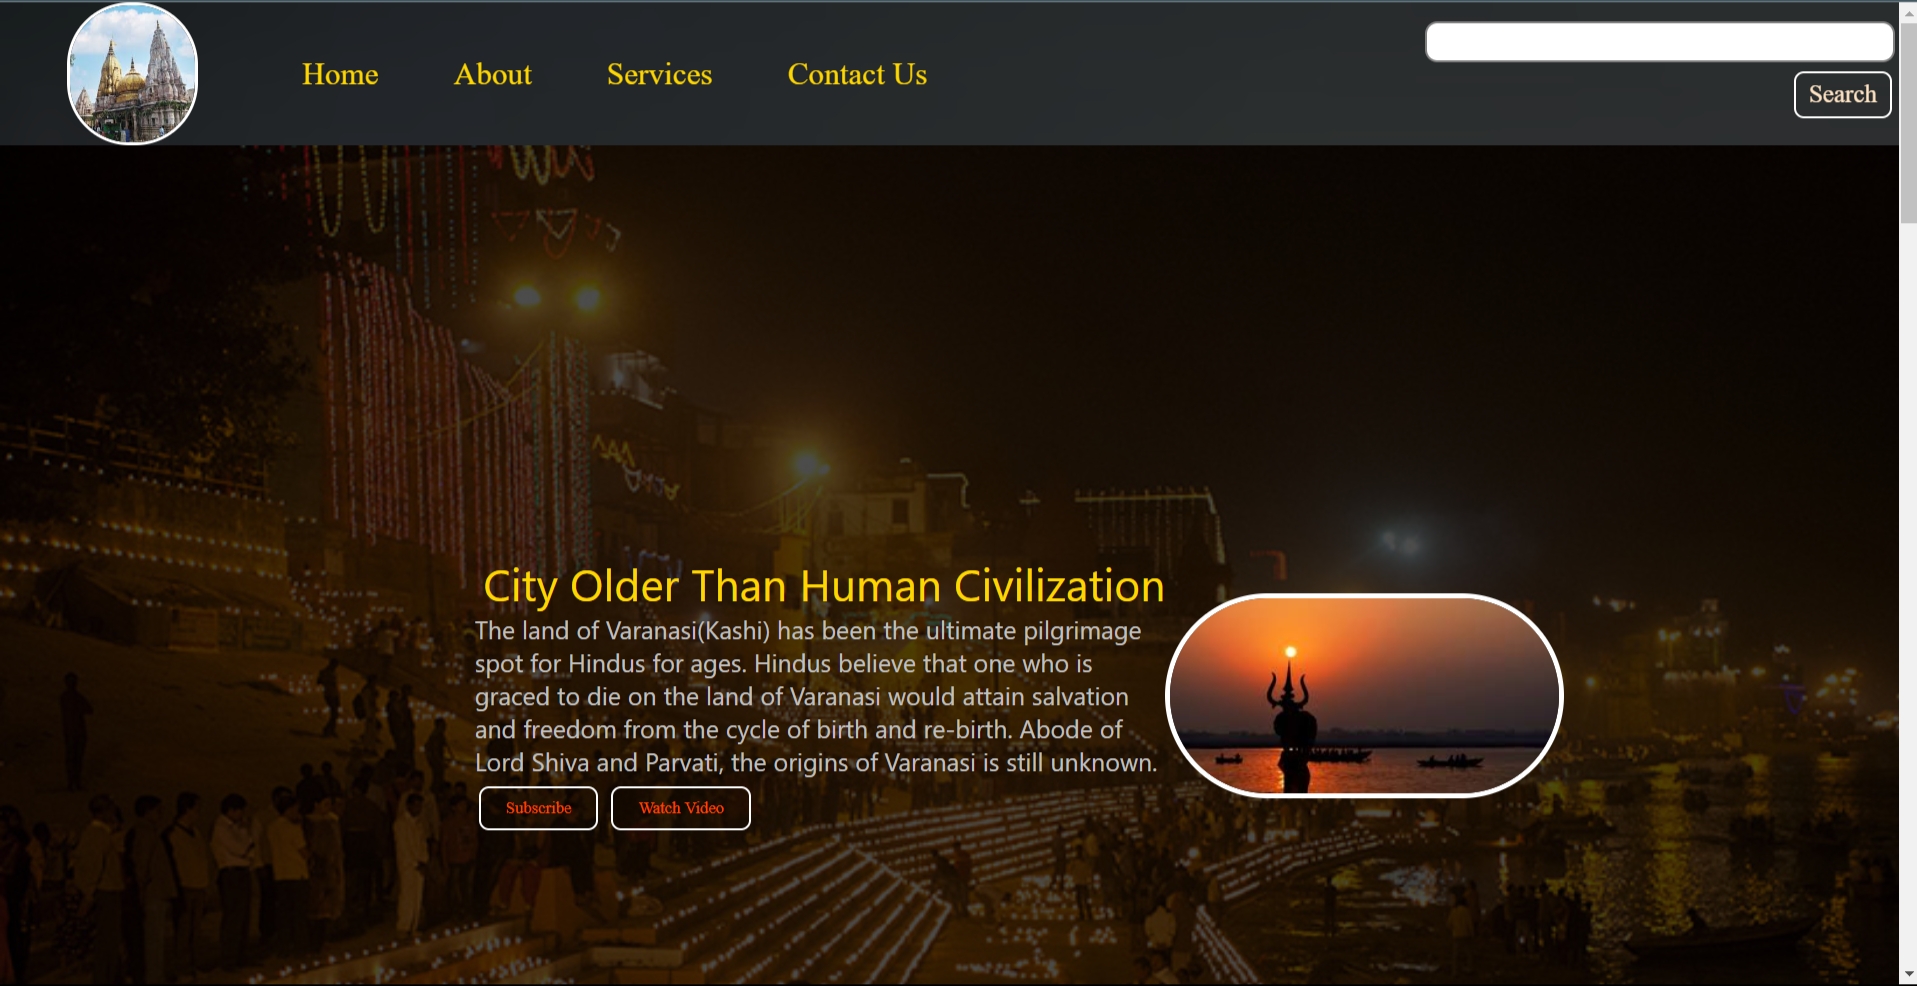 Home
About
Services
Contact Us
Search
City Older Than Human Civilization
The land of Varanasi(Kashi) has been the ultimate pilgrimage
spot for Hindus for ages. Hindus believe that one who is
graced to die on the land of Varanasi would attain salvation
and freedom from the cycle of birth and re-birth. Abode of
Lord Shiva and Parvati, the origins of Varanasi is still unknown.
Subscribe
Watch Video